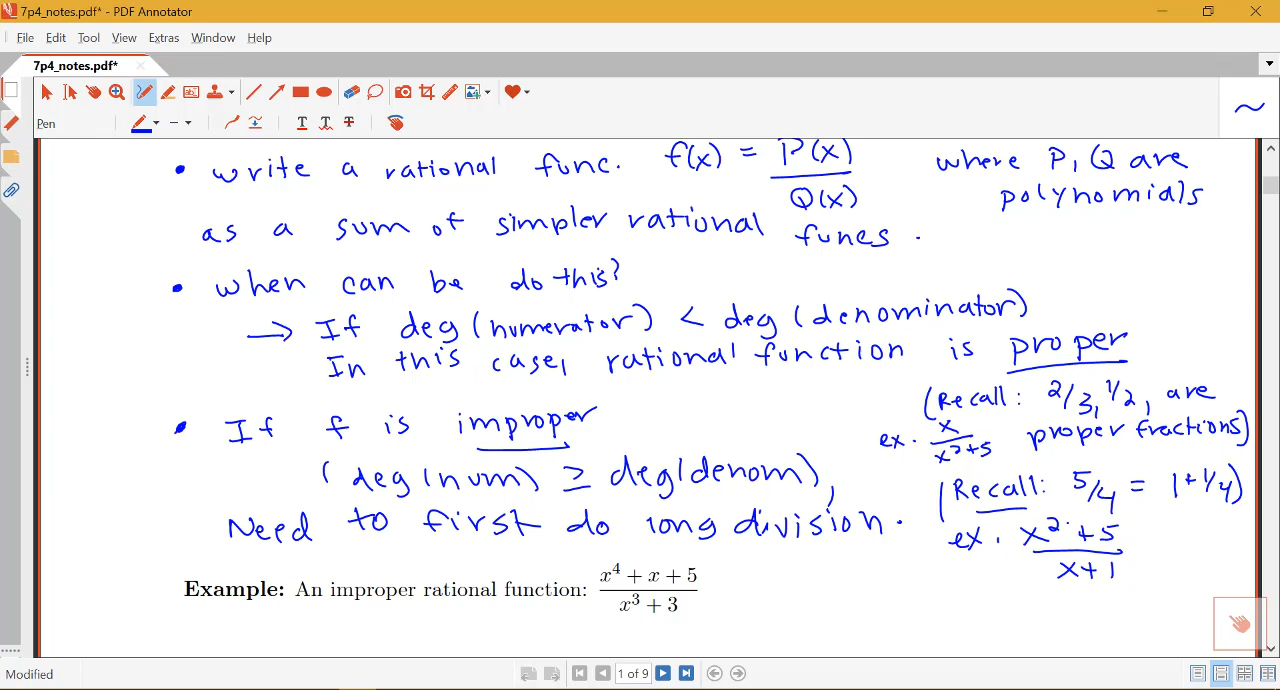 7p4_notes.pdf* - PDF Annotator
File Edit Tool View Extras Window Help
7p4_notes.pdf*
Pen
• write a rational func. f(x) = P(x)/Q(x) where P, Q are polynomials
as a sum of simpler rational funcs.
• When can be do this?
→ If deg(numerator) < deg(denominator)
In this case, rational function is proper
(Recall: 2/3, 1/2, are proper fractions)
ex. x/x²+5
• If f is improper
(deg(num) ≥ deg(denom),
Need to first do long division.
(Recall: 5/4 = 1+1/4)
ex. x²+5/x+1
Example: An improper rational function: x⁴ + x + 5/x³ + 3
Modified
1 of 9